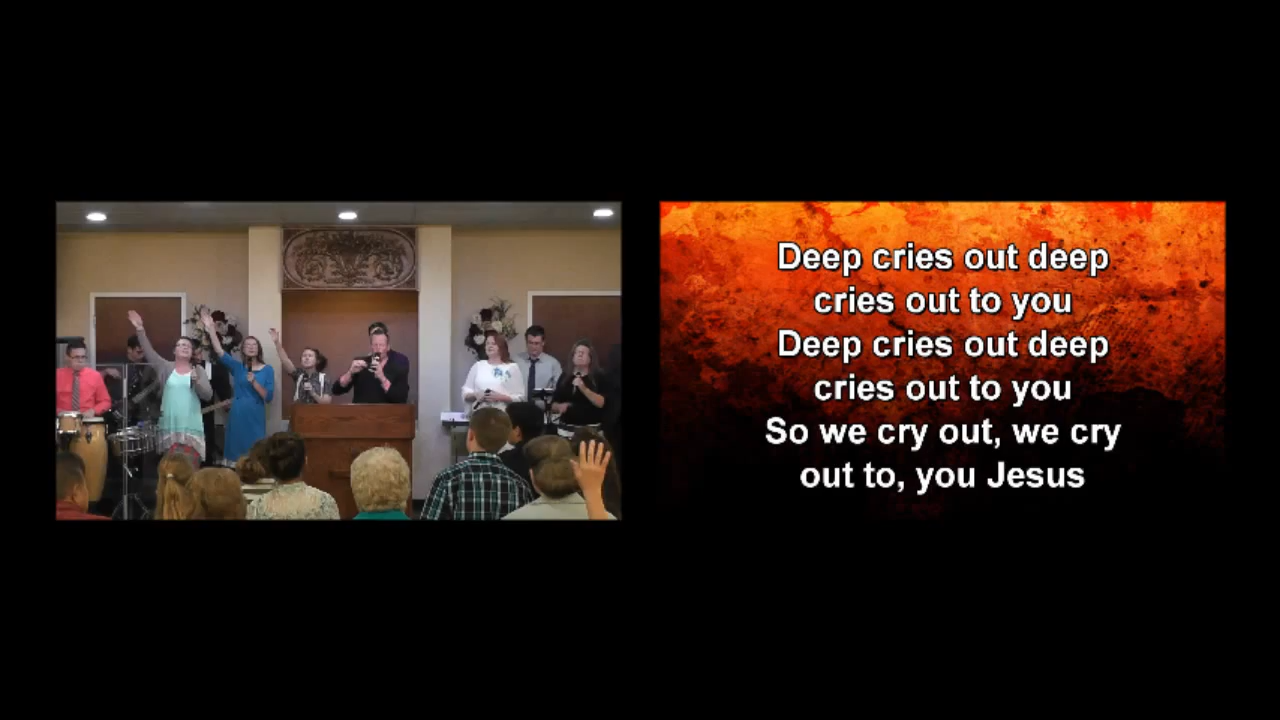 Deep cries out deep
cries out to you
Deep cries out deep
cries out to you
So we cry out, we cry
out to, you Jesus